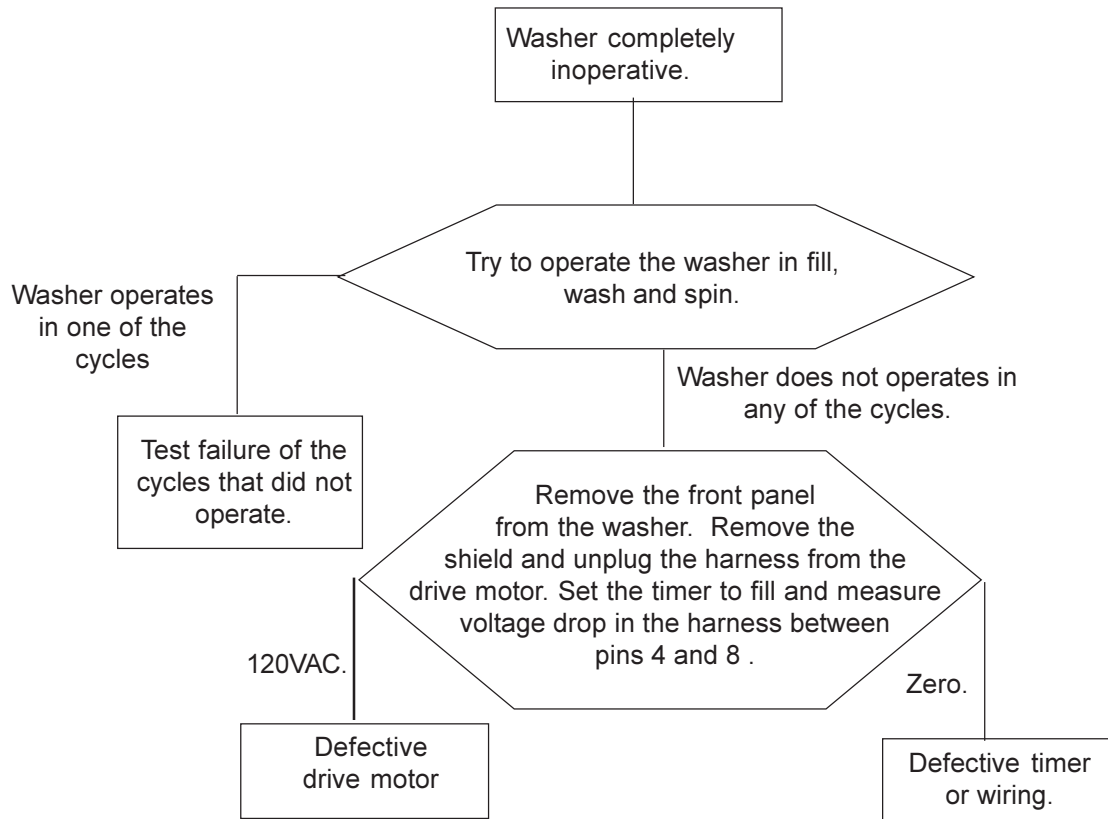 Washer completely
inoperative.
Try to operate the washer in fill,
wash and spin.
Washer operates
in one of the
cycles
Washer does not operates in
any of the cycles.
Test failure of the
cycles that did not
operate.
Remove the front panel
from the washer.  Remove the
shield and unplug the harness from the
drive motor. Set the timer to fill and measure
voltage drop in the harness between
pins 4 and 8 .
120VAC.
Zero.
Defective
drive motor
Defective timer
or wiring.